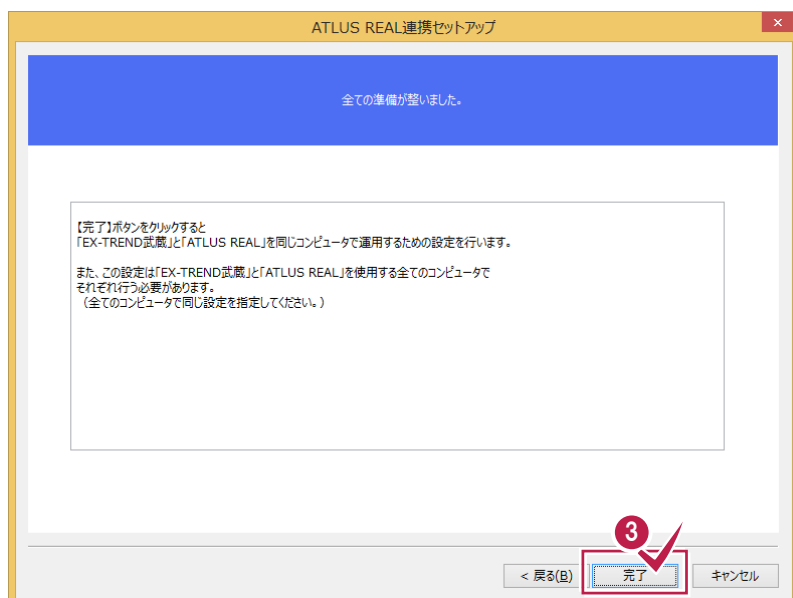 ATLUS REAL連携セットアップ
×
全ての準備が整いました。
【完了】ボタンをクリックすると
「EX-TREND武蔵」と「ATLUS REAL」を同じコンピュータで運用するための設定を行います。
また、この設定は「EX-TREND武蔵」と「ATLUS REAL」を使用する全てのコンピュータで
それぞれ行う必要があります。
（全てのコンピュータで同じ設定を指定してください。）
3
< 戻る(B)
完了
キャンセル